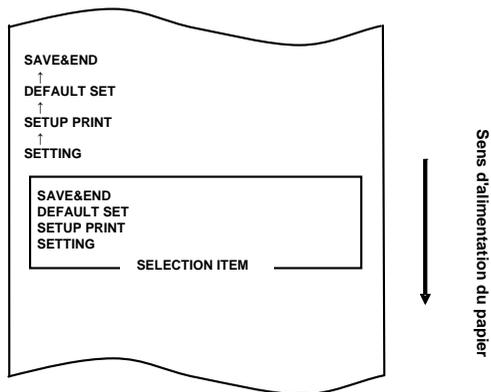 SAVE&END
↑
DEFAULT SET
↑
SETUP PRINT
↑
SETTING
SAVE&END
DEFAULT SET
SETUP PRINT
SETTING
SELECTION ITEM
Sens d'alimentation du papier